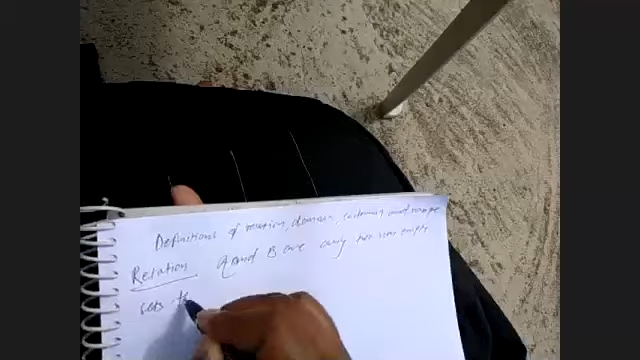 Definitions of relation, domain, codomain and range
Relation A and B are any two non empty
sets